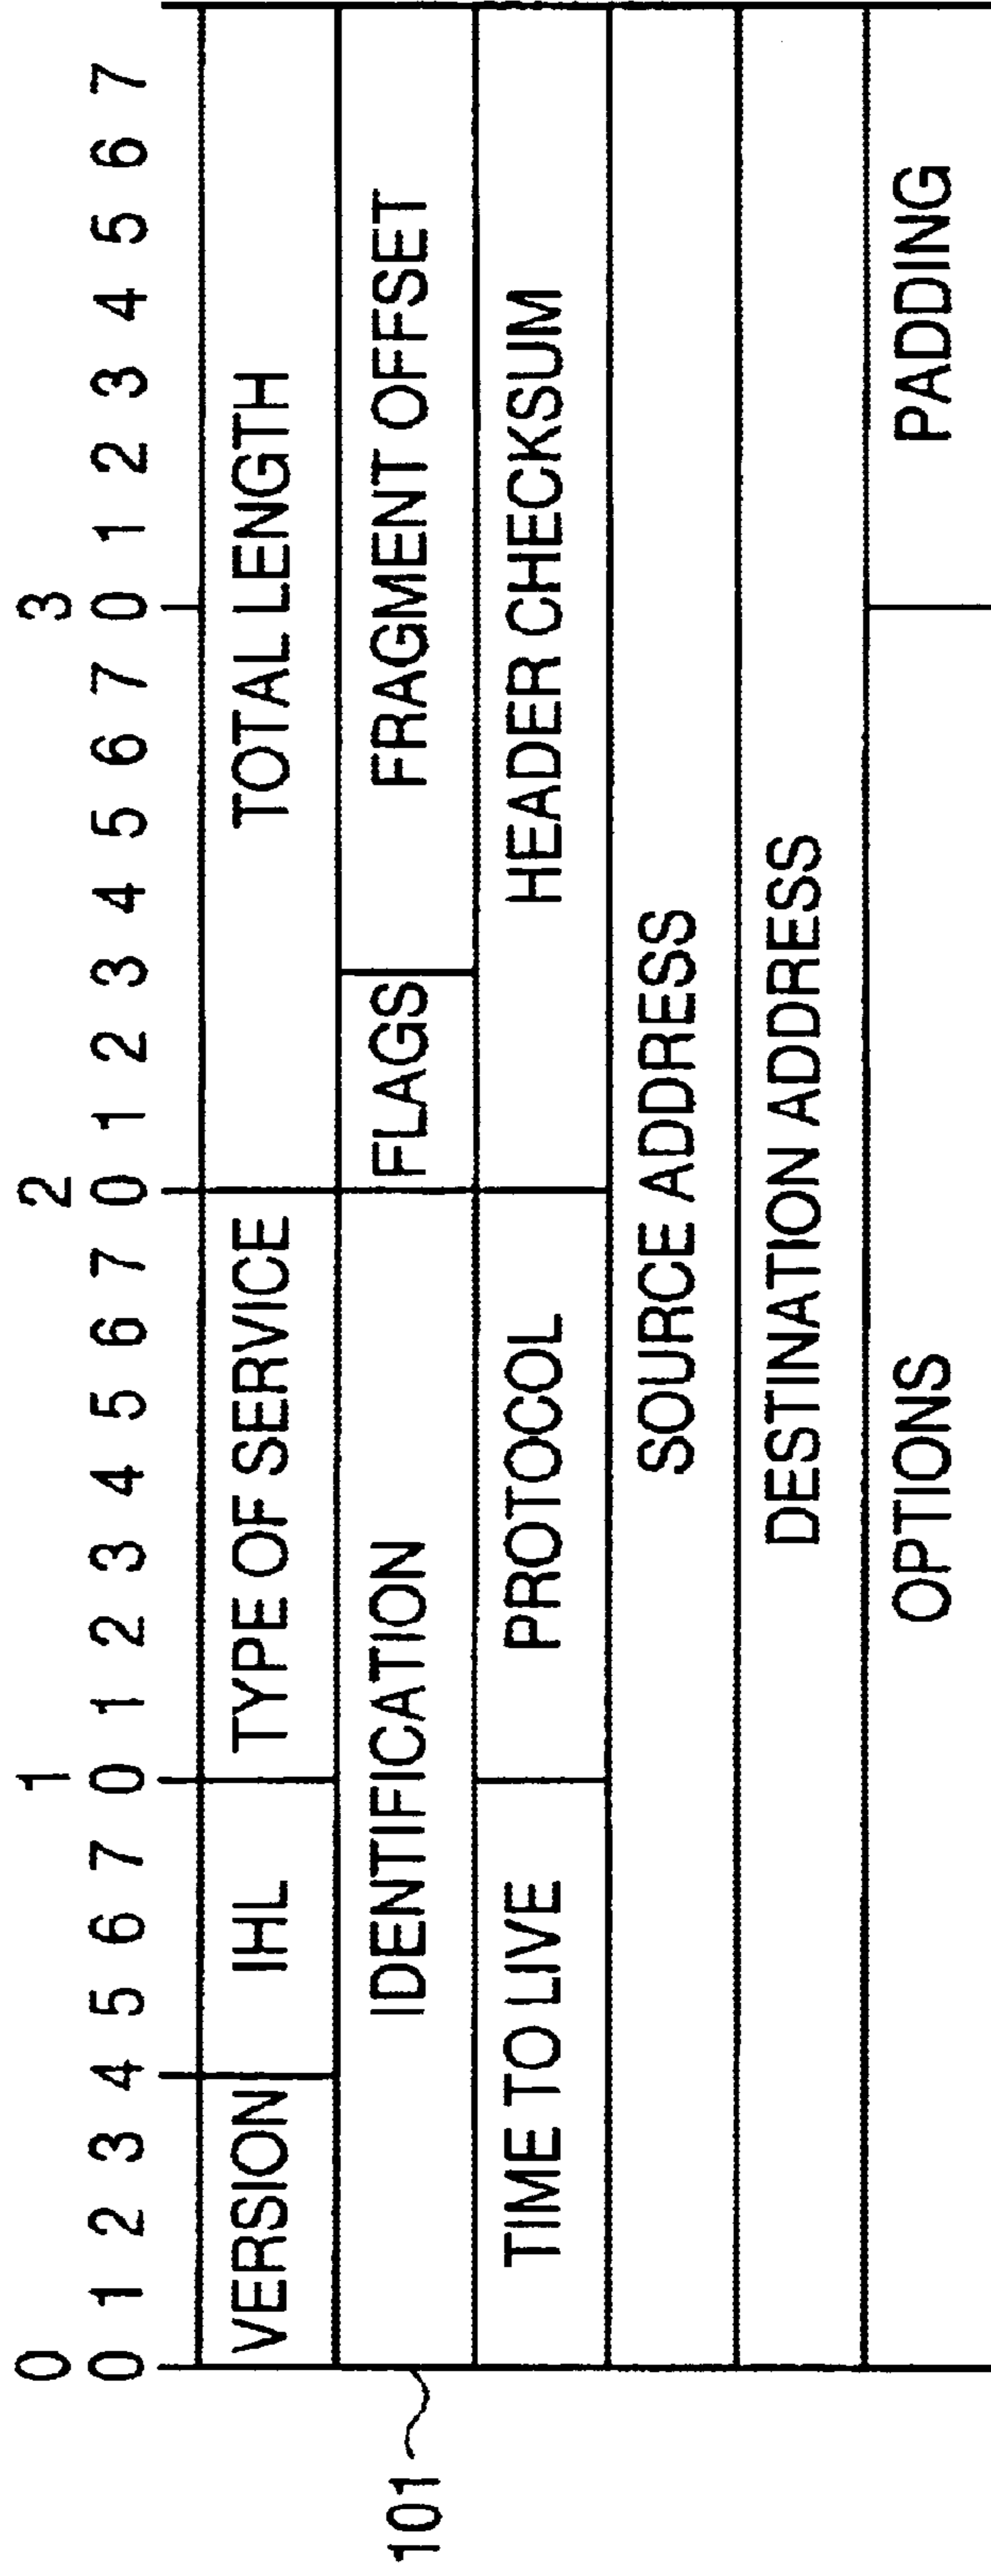 0 1 2 3
0 1 2 3 4 5 6 7 0 1 2 3 4 5 6 7 0 1 2 3 4 5 6 7 0 1 2 3 4 5 6 7
VERSION IHL TYPE OF SERVICE TOTAL LENGTH
101 IDENTIFICATION FLAGS FRAGMENT OFFSET
TIME TO LIVE PROTOCOL HEADER CHECKSUM
SOURCE ADDRESS
DESTINATION ADDRESS
OPTIONS PADDING